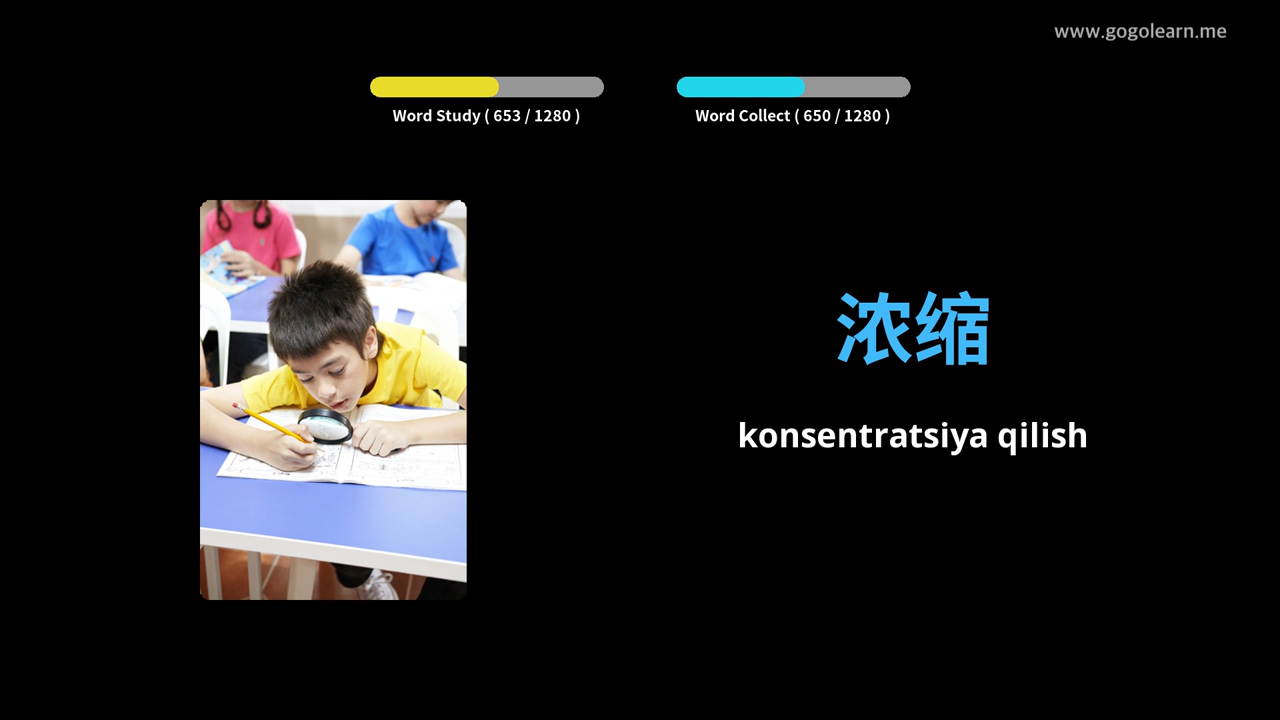 www.gogolearn.me
Word Study ( 653 / 1280 )
Word Collect ( 650 / 1280 )
浓缩
konsentratsiya qilish